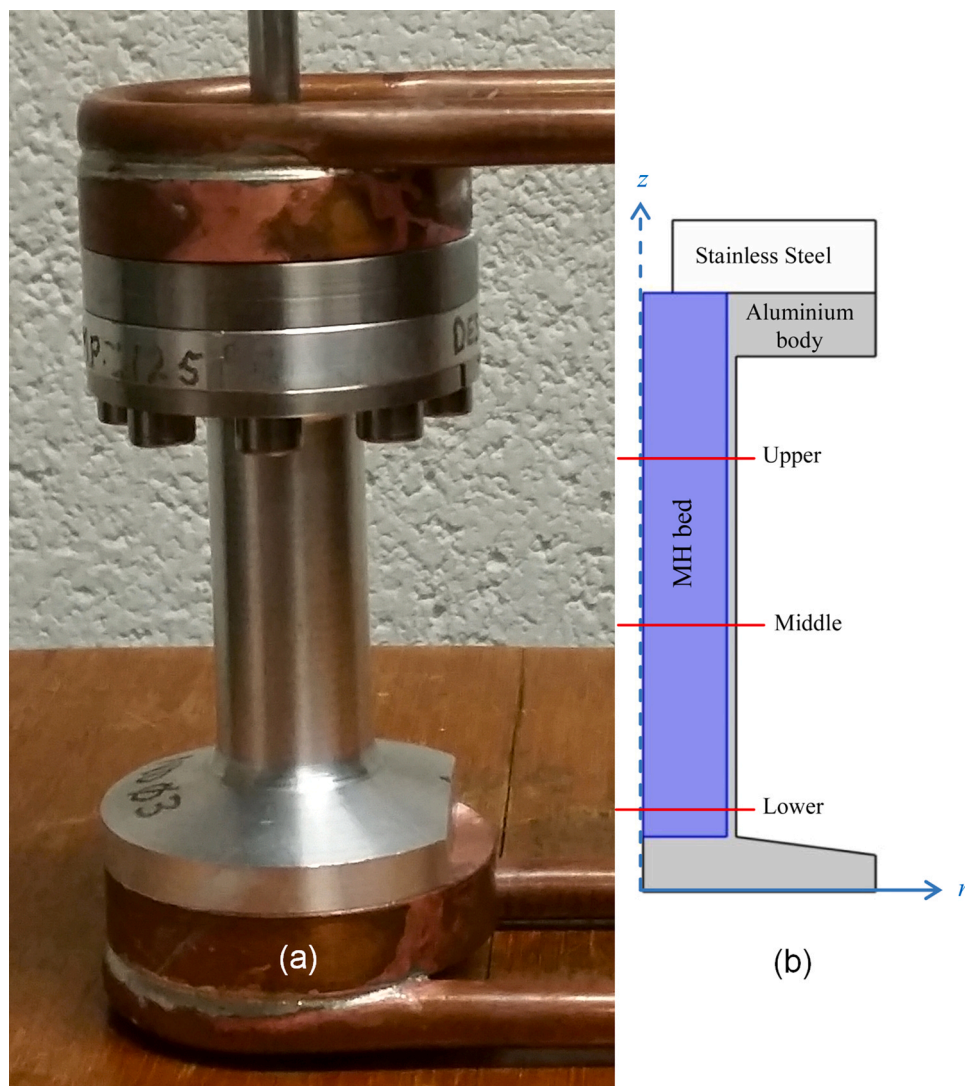 (a)
z
Stainless Steel
Aluminium
body
Upper
MH bed
Middle
Lower
r
(b)